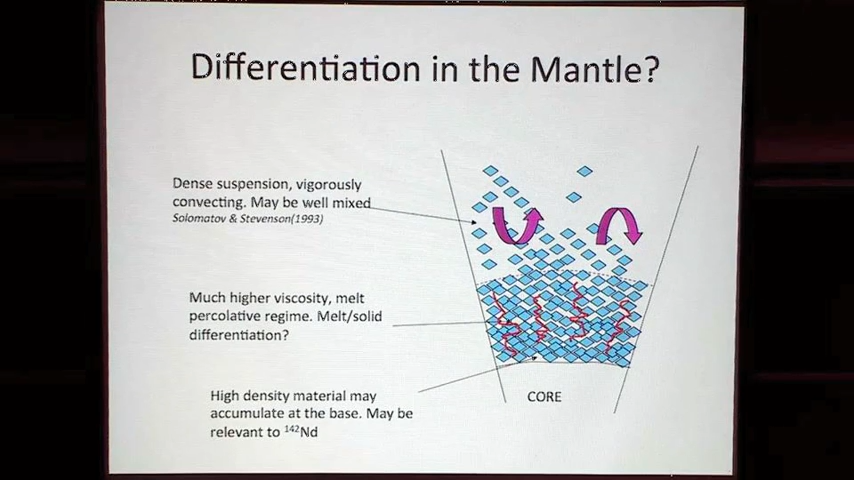 Differentiation in the Mantle?
Dense suspension, vigorously
convecting. May be well mixed
Solomatov & Stevenson(1993)
Much higher viscosity, melt
percolative regime. Melt/solid
differentiation?
High density material may
accumulate at the base. May be
relevant to ¹⁴²Nd
CORE